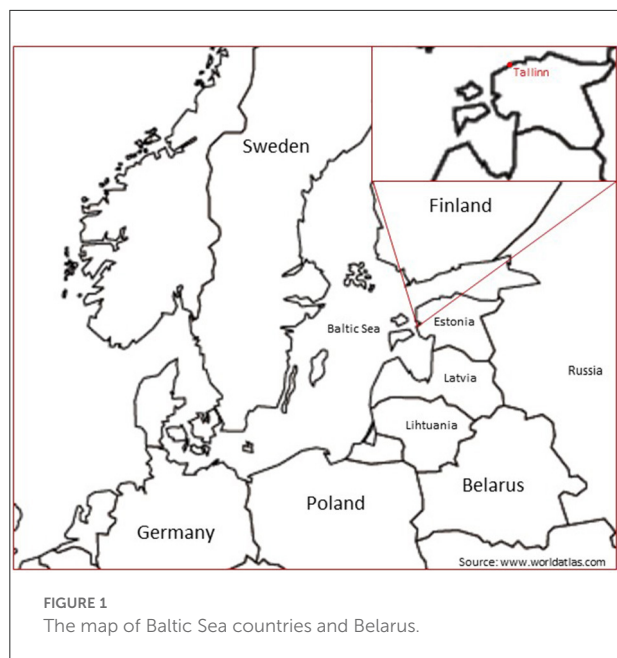 Tallinn
Sweden
Finland
Baltic Sea
Estonia
Latvia
Russia
Lihtuania
Belarus
Poland
Germany
Source: www.worldatlas.com
FIGURE 1
The map of Baltic Sea countries and Belarus.